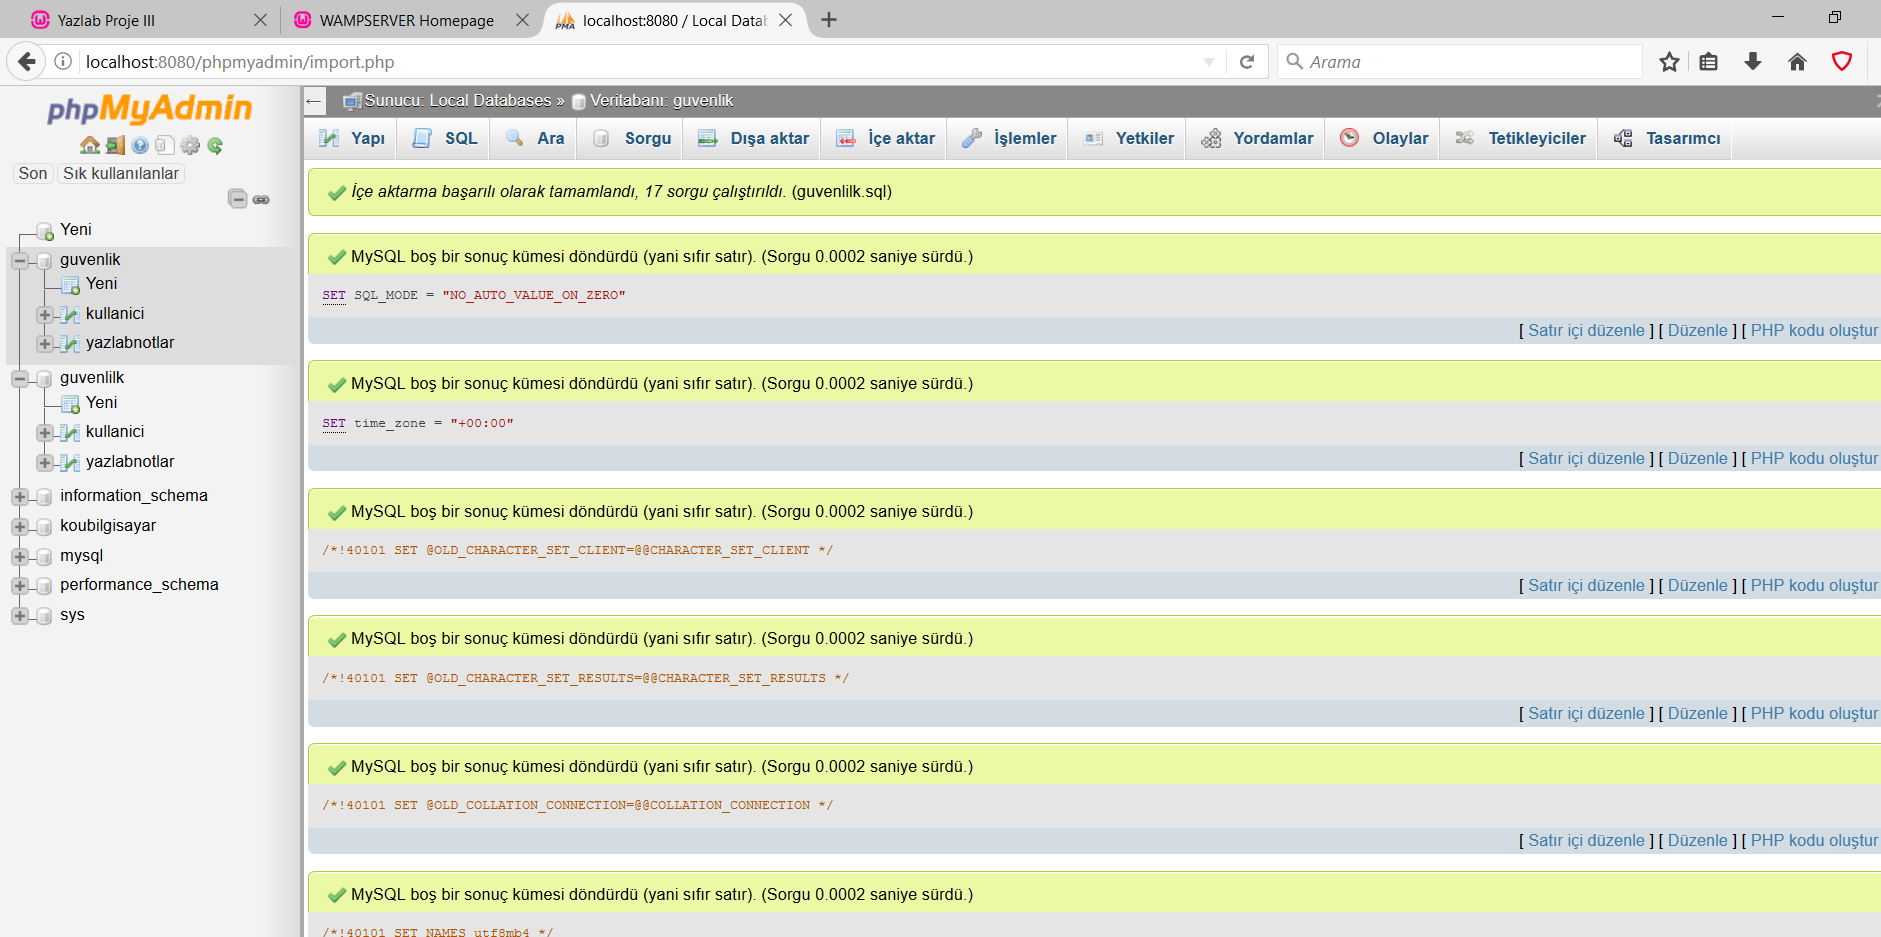 Yazlab Proje III
WAMPSERVER Homepage
PMA
localhost:8080 / Local Datab
localhost:8080/phpmyadmin/import.php
Arama
phpMyAdmin
Son
Sık kullanılanlar
Yeni
guvenlik
Yeni
kullanici
yazlabnotlar
guvenlilk
Yeni
kullanici
yazlabnotlar
information_schema
koubilgisayar
mysql
performance_schema
sys
Sunucu: Local Databases » Veritabanı: guvenlik
Yapı SQL Ara Sorgu Dışa aktar İçe aktar İşlemler Yetkiler Yordamlar Olaylar Tetikleyiciler Tasarımcı
İçe aktarma başarılı olarak tamamlandı, 17 sorgu çalıştırıldı. (guvenlilk.sql)
MySQL boş bir sonuç kümesi döndürdü (yani sıfır satır). (Sorgu 0.0002 saniye sürdü.)
SET SQL_MODE = "NO_AUTO_VALUE_ON_ZERO"
[ Satır içi düzenle ] [ Düzenle ] [ PHP kodu oluştur
MySQL boş bir sonuç kümesi döndürdü (yani sıfır satır). (Sorgu 0.0002 saniye sürdü.)
SET time_zone = "+00:00"
[ Satır içi düzenle ] [ Düzenle ] [ PHP kodu oluştur
MySQL boş bir sonuç kümesi döndürdü (yani sıfır satır). (Sorgu 0.0002 saniye sürdü.)
/*!40101 SET @OLD_CHARACTER_SET_CLIENT=@@CHARACTER_SET_CLIENT */
[ Satır içi düzenle ] [ Düzenle ] [ PHP kodu oluştur
MySQL boş bir sonuç kümesi döndürdü (yani sıfır satır). (Sorgu 0.0002 saniye sürdü.)
/*!40101 SET @OLD_CHARACTER_SET_RESULTS=@@CHARACTER_SET_RESULTS */
[ Satır içi düzenle ] [ Düzenle ] [ PHP kodu oluştur
MySQL boş bir sonuç kümesi döndürdü (yani sıfır satır). (Sorgu 0.0002 saniye sürdü.)
/*!40101 SET @OLD_COLLATION_CONNECTION=@@COLLATION_CONNECTION */
[ Satır içi düzenle ] [ Düzenle ] [ PHP kodu oluştur
MySQL boş bir sonuç kümesi döndürdü (yani sıfır satır). (Sorgu 0.0002 saniye sürdü.)
/*!40101 SET NAMES utf8mb4 */